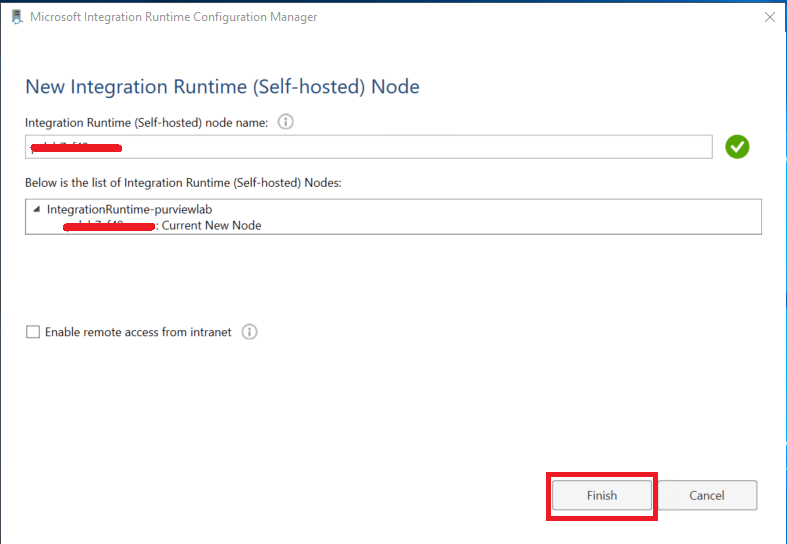 Microsoft Integration Runtime Configuration Manager
New Integration Runtime (Self-hosted) Node
Integration Runtime (Self-hosted) node name:
Below is the list of Integration Runtime (Self-hosted) Nodes:
IntegrationRuntime-purviewlab
: Current New Node
Enable remote access from intranet
Finish
Cancel